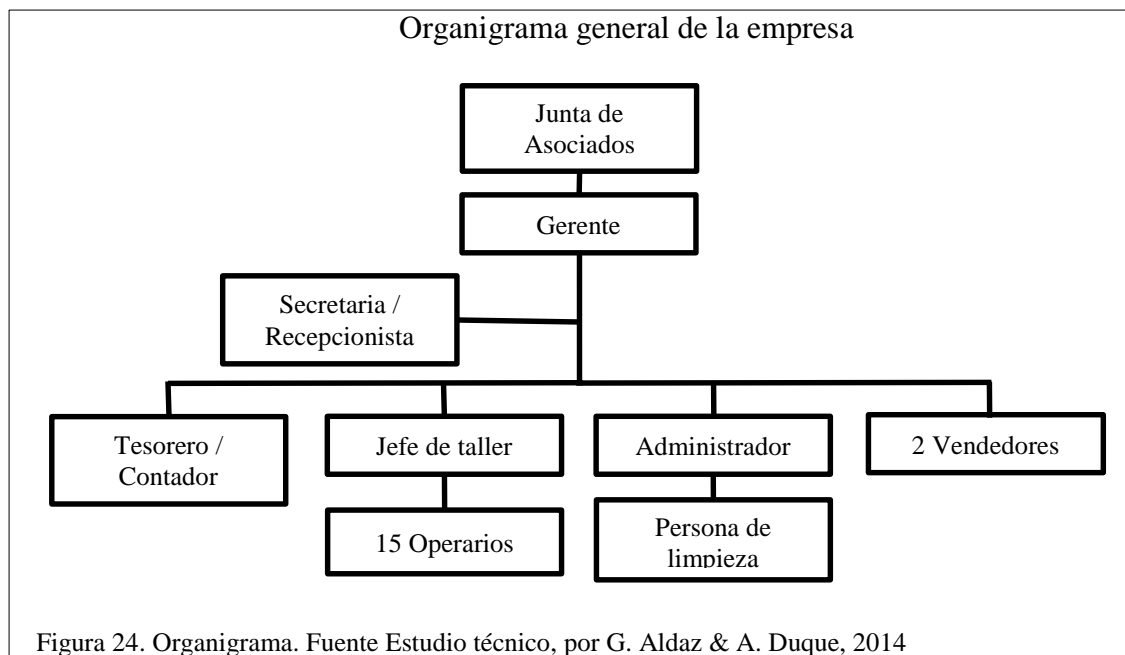 Organigrama general de la empresa
Junta de
Asociados
Gerente
Secretaria /
Recepcionista
Tesorero /
Contador
Jefe de taller
Administrador
2 Vendedores
15 Operarios
Persona de
limpieza
Figura 24. Organigrama. Fuente Estudio técnico, por G. Aldaz & A. Duque, 2014